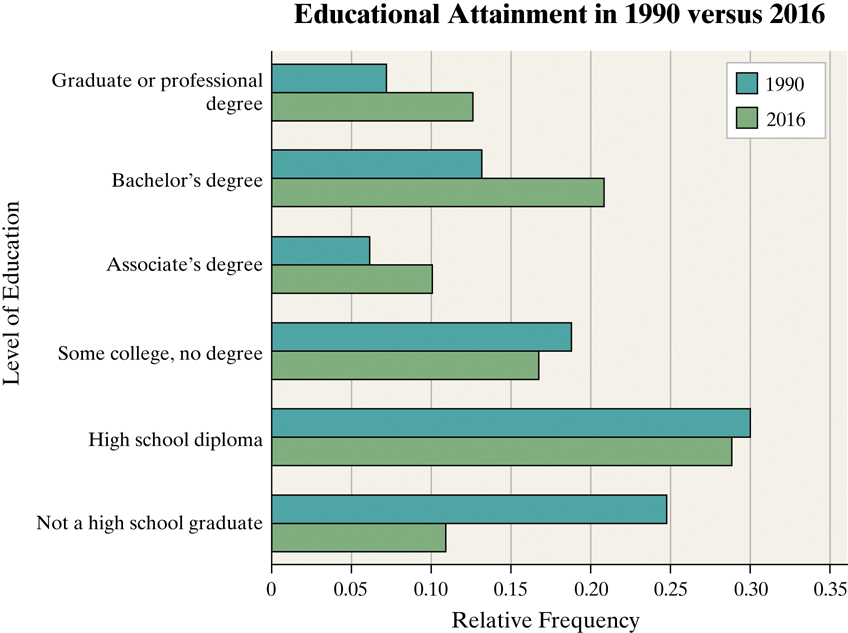 Educational Attainment in 1990 versus 2016
1990
2016
Level of Education
Graduate or professional
degree
Bachelor’s degree
Associate’s degree
Some college, no degree
High school diploma
Not a high school graduate
0 0.05 0.10 0.15 0.20 0.25 0.30 0.35
Relative Frequency